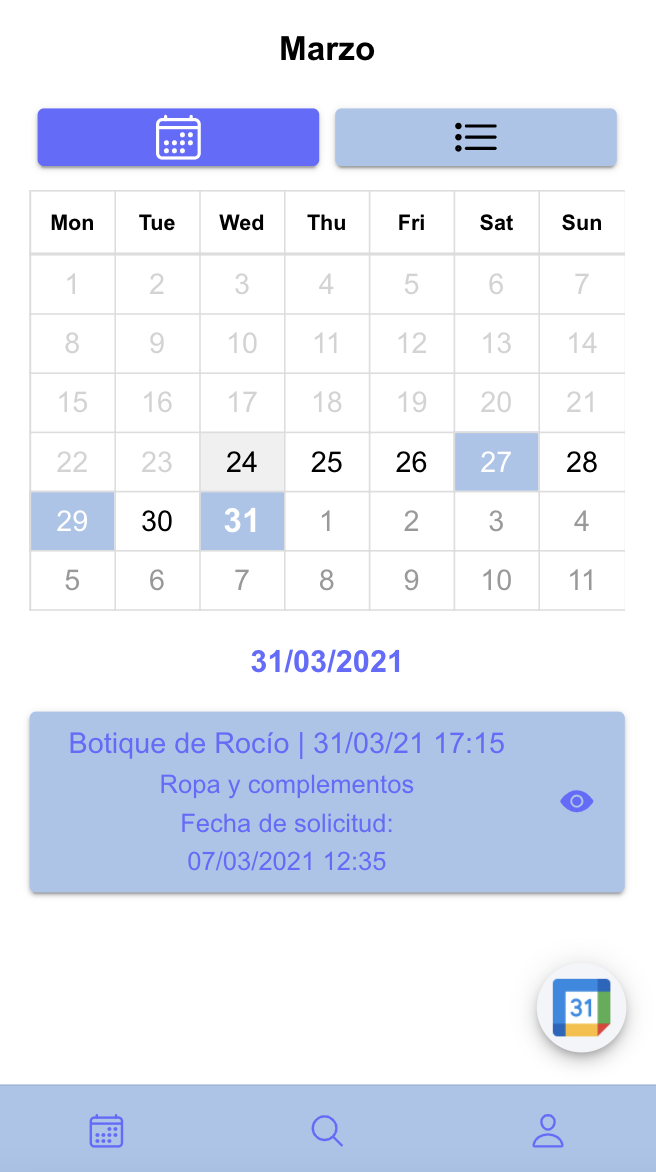 Marzo
Mon Tue Wed Thu Fri Sat Sun
1 2 3 4 5 6 7
8 9 10 11 12 13 14
15 16 17 18 19 20 21
22 23 24 25 26 27 28
29 30 31 1 2 3 4
5 6 7 8 9 10 11
31/03/2021
Botique de Rocío | 31/03/21 17:15
Ropa y complementos
Fecha de solicitud:
07/03/2021 12:35
31